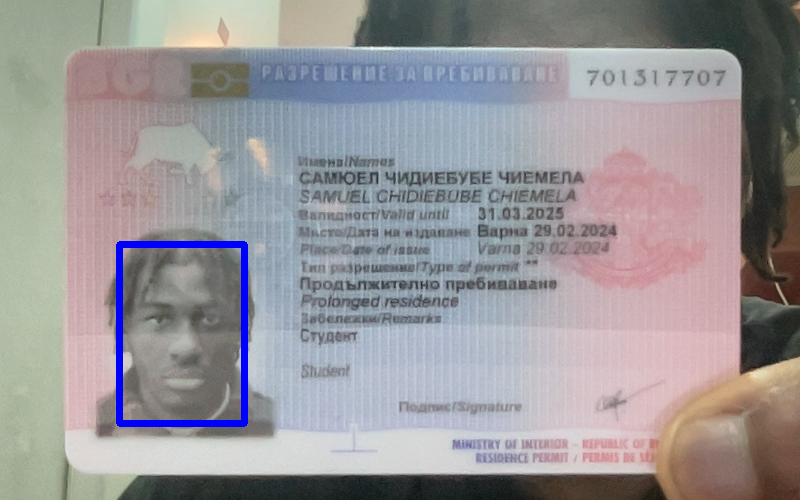 BGR
РАЗРЕШЕНИЕ ЗА ПРЕБИВАВАНЕ
701317707
Имена/Names
САМЮЕЛ ЧИДИЕБУБЕ ЧИЕМЕЛА
SAMUEL CHIDIEBUBE CHIEMELA
Валидност/Valid until 31.03.2025
Място/Дата на издаване Варна 29.02.2024
Place/Date of issue Varna 29.02.2024
Тип разрешение/Type of permit **
Продължително пребиваване
Prolonged residence
Забележки/Remarks
Студент
Student
Подпис/Signature
MINISTRY OF INTERIOR - REPUBLIC OF
RESIDENCE PERMIT / PERMIS DE